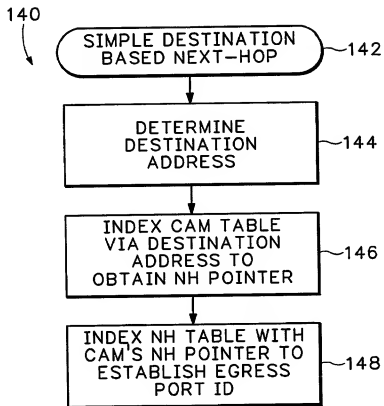 140
SIMPLE DESTINATION
BASED NEXT-HOP
142
DETERMINE
DESTINATION
ADDRESS
144
INDEX CAM TABLE
VIA DESTINATION
ADDRESS TO
OBTAIN NH POINTER
146
INDEX NH TABLE WITH
CAM'S NH POINTER TO
ESTABLISH EGRESS
PORT ID
148